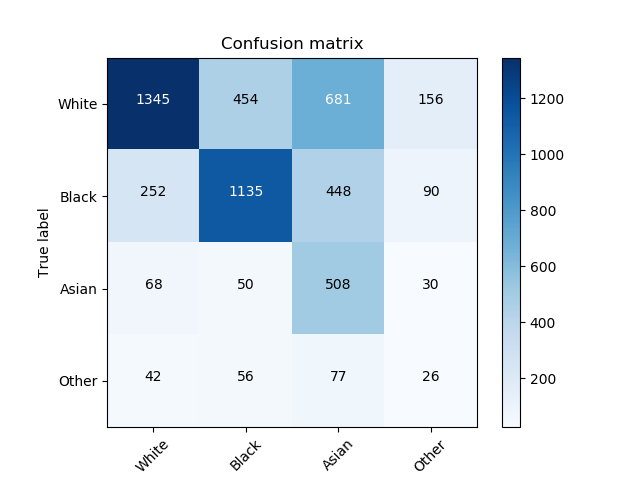 Confusion matrix
True label
White 1345 454 681 156
Black 252 1135 448 90
Asian 68 50 508 30
Other 42 56 77 26
White Black Asian Other
1200
1000
800
600
400
200